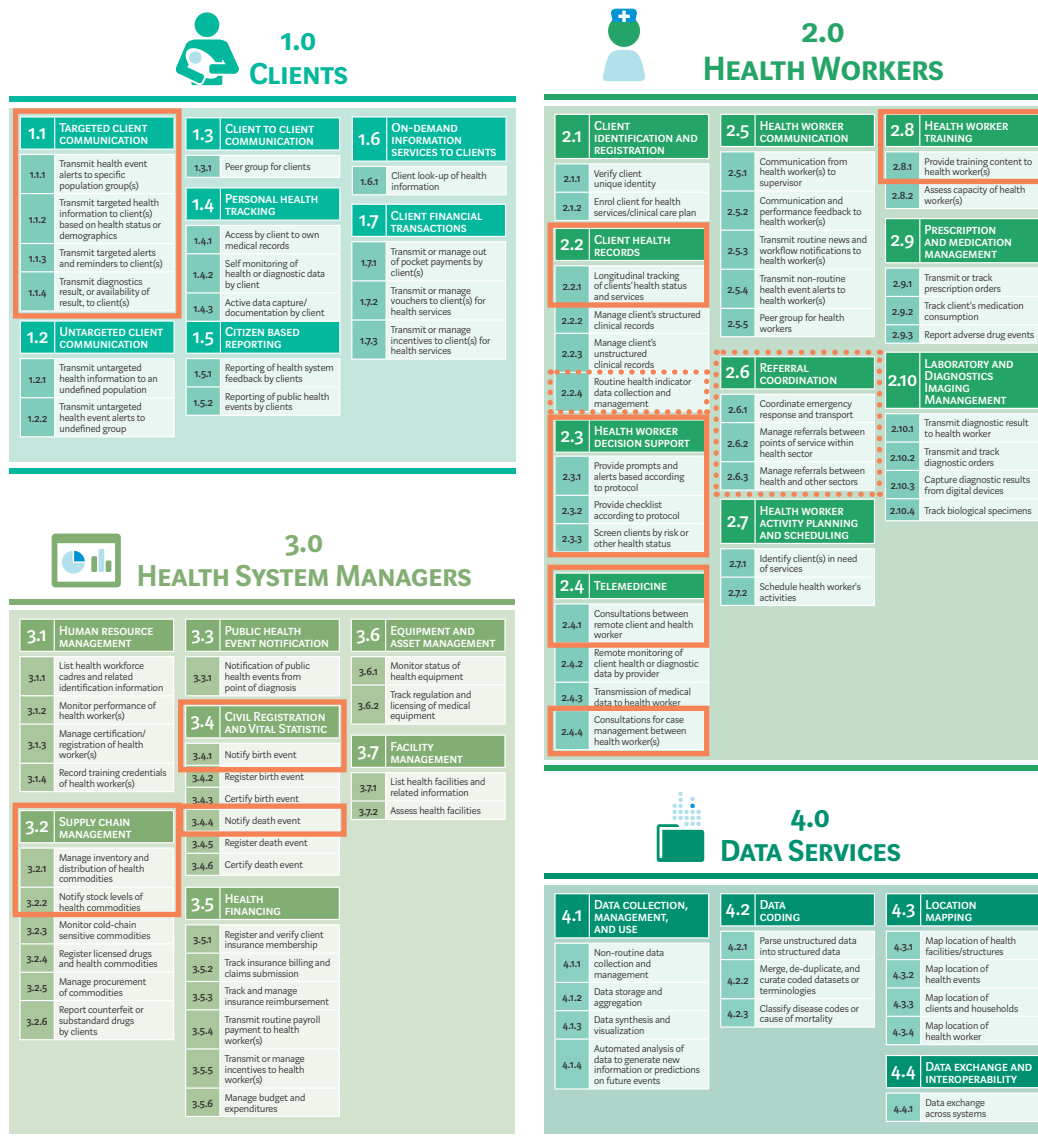 1.0
CLIENTS
1.1 TARGETED CLIENT
COMMUNICATION
1.1.1 Transmit health event
alerts to specific
population group(s)
1.1.2 Transmit targeted health
information to client(s)
based on health status or
demographics
1.1.3 Transmit targeted alerts
and reminders to client(s)
1.1.4 Transmit diagnostics
result, or availability of
result, to client(s)
1.2 UNTARGETED CLIENT
COMMUNICATION
1.2.1 Transmit untargeted
health information to an
undefined population
1.2.2 Transmit untargeted
health event alerts to
undefined group
1.3 CLIENT TO CLIENT
COMMUNICATION
1.3.1 Peer group for clients
1.4 PERSONAL HEALTH
TRACKING
1.4.1 Access by client to own
medical records
1.4.2 Self monitoring of
health or diagnostic data
by client
1.4.3 Active data capture/
documentation by client
1.5 CITIZEN BASED
REPORTING
1.5.1 Reporting of health system
feedback by clients
1.5.2 Reporting of public health
events by clients
1.6 ON-DEMAND
INFORMATION
SERVICES TO CLIENTS
1.6.1 Client look-up of health
information
1.7 CLIENT FINANCIAL
TRANSACTIONS
1.7.1 Transmit or manage out
of pocket payments by
client(s)
1.7.2 Transmit or manage
vouchers to client(s) for
health services
1.7.3 Transmit or manage
incentives to client(s) for
health services
2.0
HEALTH WORKERS
2.1 CLIENT
IDENTIFICATION AND
REGISTRATION
2.1.1 Verify client
unique identity
2.1.2 Enrol client for health
services/clinical care plan
2.2 CLIENT HEALTH
RECORDS
2.2.1 Longitudinal tracking
of clients' health status
and services
2.2.2 Manage client's structured
clinical records
2.2.3 Manage client's
unstructured
clinical records
2.2.4 Routine health indicator
data collection and
management
2.3 HEALTH WORKER
DECISION SUPPORT
2.3.1 Provide prompts and
alerts based according
to protocol
2.3.2 Provide checklist
according to protocol
2.3.3 Screen clients by risk or
other health status
2.4 TELEMEDICINE
2.4.1 Consultations between
remote client and health
worker
2.4.2 Remote monitoring of
client health or diagnostic
data by provider
2.4.3 Transmission of medical
data to health worker
2.4.4 Consultations for case
management between
health worker(s)
2.5 HEALTH WORKER
COMMUNICATION
2.5.1 Communication from
health worker(s) to
supervisor
2.5.2 Communication and
performance feedback to
health worker(s)
2.5.3 Transmit routine news and
workflow notifications to
health worker(s)
2.5.4 Transmit non-routine
health event alerts to
health worker(s)
2.5.5 Peer group for health
workers
2.6 REFERRAL
COORDINATION
2.6.1 Coordinate emergency
response and transport
2.6.2 Manage referrals between
points of service within
health sector
2.6.3 Manage referrals between
health and other sectors
2.7 HEALTH WORKER
ACTIVITY PLANNING
AND SCHEDULING
2.7.1 Identify client(s) in need
of services
2.7.2 Schedule health worker's
activities
2.8 HEALTH WORKER
TRAINING
2.8.1 Provide training content to
health worker(s)
2.8.2 Assess capacity of health
worker(s)
2.9 PRESCRIPTION
AND MEDICATION
MANAGEMENT
2.9.1 Transmit or track
prescription orders
2.9.2 Track client's medication
consumption
2.9.3 Report adverse drug events
2.10 LABORATORY AND
DIAGNOSTICS
IMAGING
MANANGEMENT
2.10.1 Transmit diagnostic result
to health worker
2.10.2 Transmit and track
diagnostic orders
2.10.3 Capture diagnostic results
from digital devices
2.10.4 Track biological specimens
3.0
HEALTH SYSTEM MANAGERS
3.1 HUMAN RESOURCE
MANAGEMENT
3.1.1 List health workforce
cadres and related
identification information
3.1.2 Monitor performance of
health worker(s)
3.1.3 Manage certification/
registration of health
worker(s)
3.1.4 Record training credentials
of health worker(s)
3.2 SUPPLY CHAIN
MANAGEMENT
3.2.1 Manage inventory and
distribution of health
commodities
3.2.2 Notify stock levels of
health commodities
3.2.3 Monitor cold-chain
sensitive commodities
3.2.4 Register licensed drugs
and health commodities
3.2.5 Manage procurement
of commodities
3.2.6 Report counterfeit or
substandard drugs
by clients
3.3 PUBLIC HEALTH
EVENT NOTIFICATION
3.3.1 Notification of public
health events from
point of diagnosis
3.4 CIVIL REGISTRATION
AND VITAL STATISTIC
3.4.1 Notify birth event
3.4.2 Register birth event
3.4.3 Certify birth event
3.4.4 Notify death event
3.4.5 Register death event
3.4.6 Certify death event
3.5 HEALTH
FINANCING
3.5.1 Register and verify client
insurance membership
3.5.2 Track insurance billing and
claims submission
3.5.3 Track and manage
insurance reimbursement
3.5.4 Transmit routine payroll
payment to health
worker(s)
3.5.5 Transmit or manage
incentives to health
worker(s)
3.5.6 Manage budget and
expenditures
3.6 EQUIPMENT AND
ASSET MANAGEMENT
3.6.1 Monitor status of
health equipment
3.6.2 Track regulation and
licensing of medical
equipment
3.7 FACILITY
MANAGEMENT
3.7.1 List health facilities and
related information
3.7.2 Assess health facilities
4.0
DATA SERVICES
4.1 DATA COLLECTION,
MANAGEMENT,
AND USE
4.1.1 Non-routine data
collection and
management
4.1.2 Data storage and
aggregation
4.1.3 Data synthesis and
visualization
4.1.4 Automated analysis of
data to generate new
information or predictions
on future events
4.2 DATA
CODING
4.2.1 Parse unstructured data
into structured data
4.2.2 Merge, de-duplicate, and
curate coded datasets or
terminologies
4.2.3 Classify disease codes or
cause of mortality
4.3 LOCATION
MAPPING
4.3.1 Map location of health
facilities/structures
4.3.2 Map location of
health events
4.3.3 Map location of
clients and households
4.3.4 Map location of
health worker
4.4 DATA EXCHANGE AND
INTEROPERABILITY
4.4.1 Data exchange
across systems